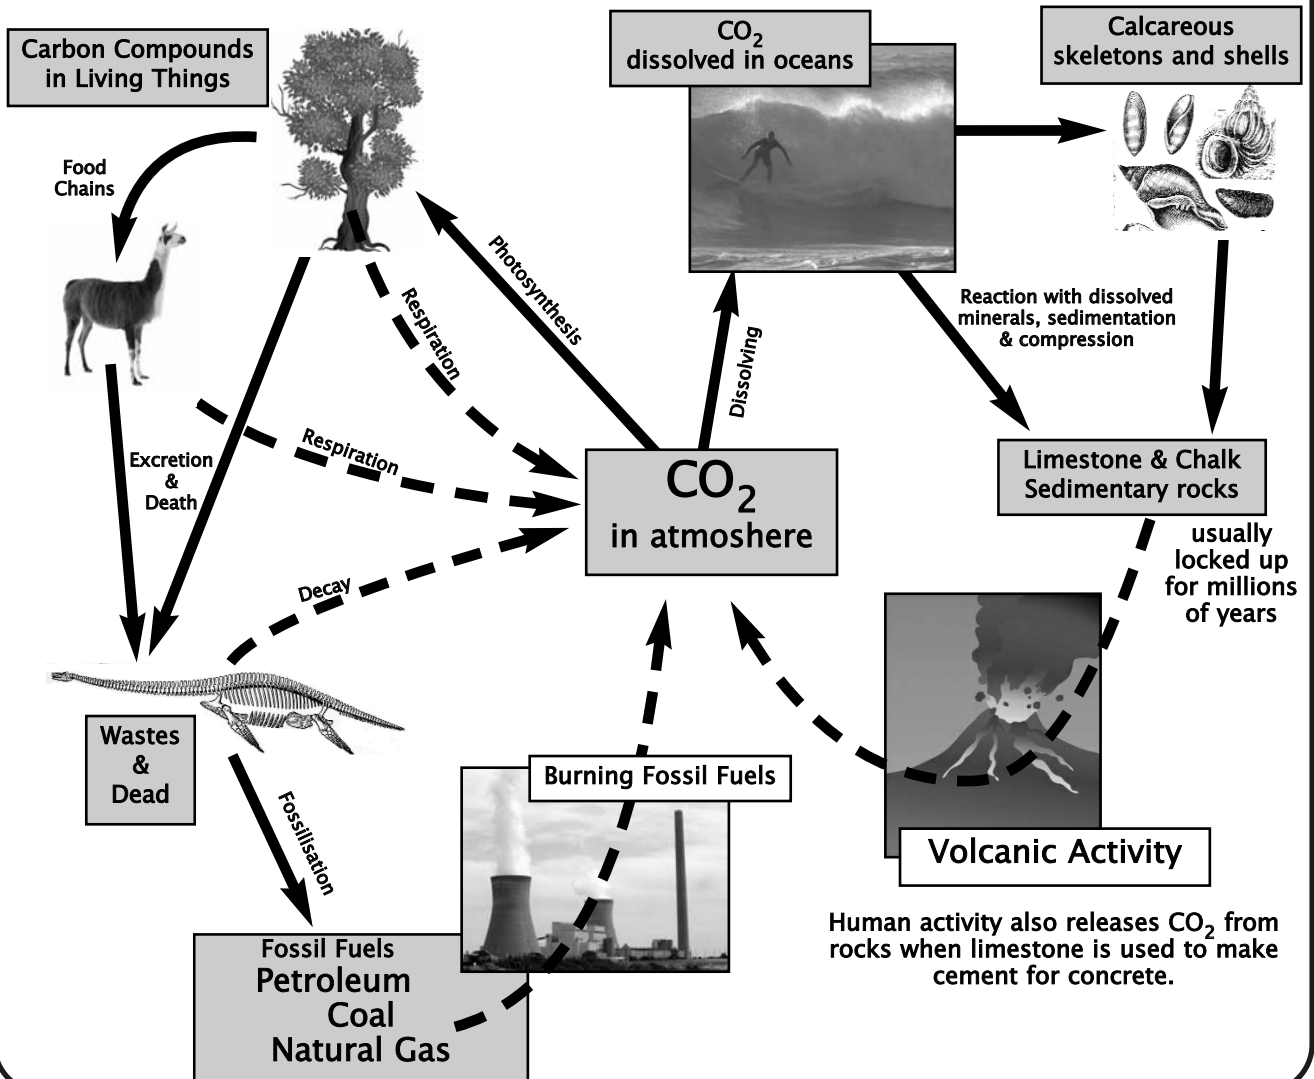 Carbon Compounds
in Living Things
CO2
dissolved in oceans
Calcareous
skeletons and shells
Food
Chains
Photosynthesis
Respiration
Dissolving
Reaction with dissolved
minerals, sedimentation
& compression
Respiration
Excretion
&
Death
CO2
in atmoshere
Limestone & Chalk
Sedimentary rocks
usually
locked up
for millions
of years
Decay
Wastes
&
Dead
Fossilisation
Burning Fossil Fuels
Volcanic Activity
Human activity also releases CO2 from
rocks when limestone is used to make
cement for concrete.
Fossil Fuels
Petroleum
Coal
Natural Gas